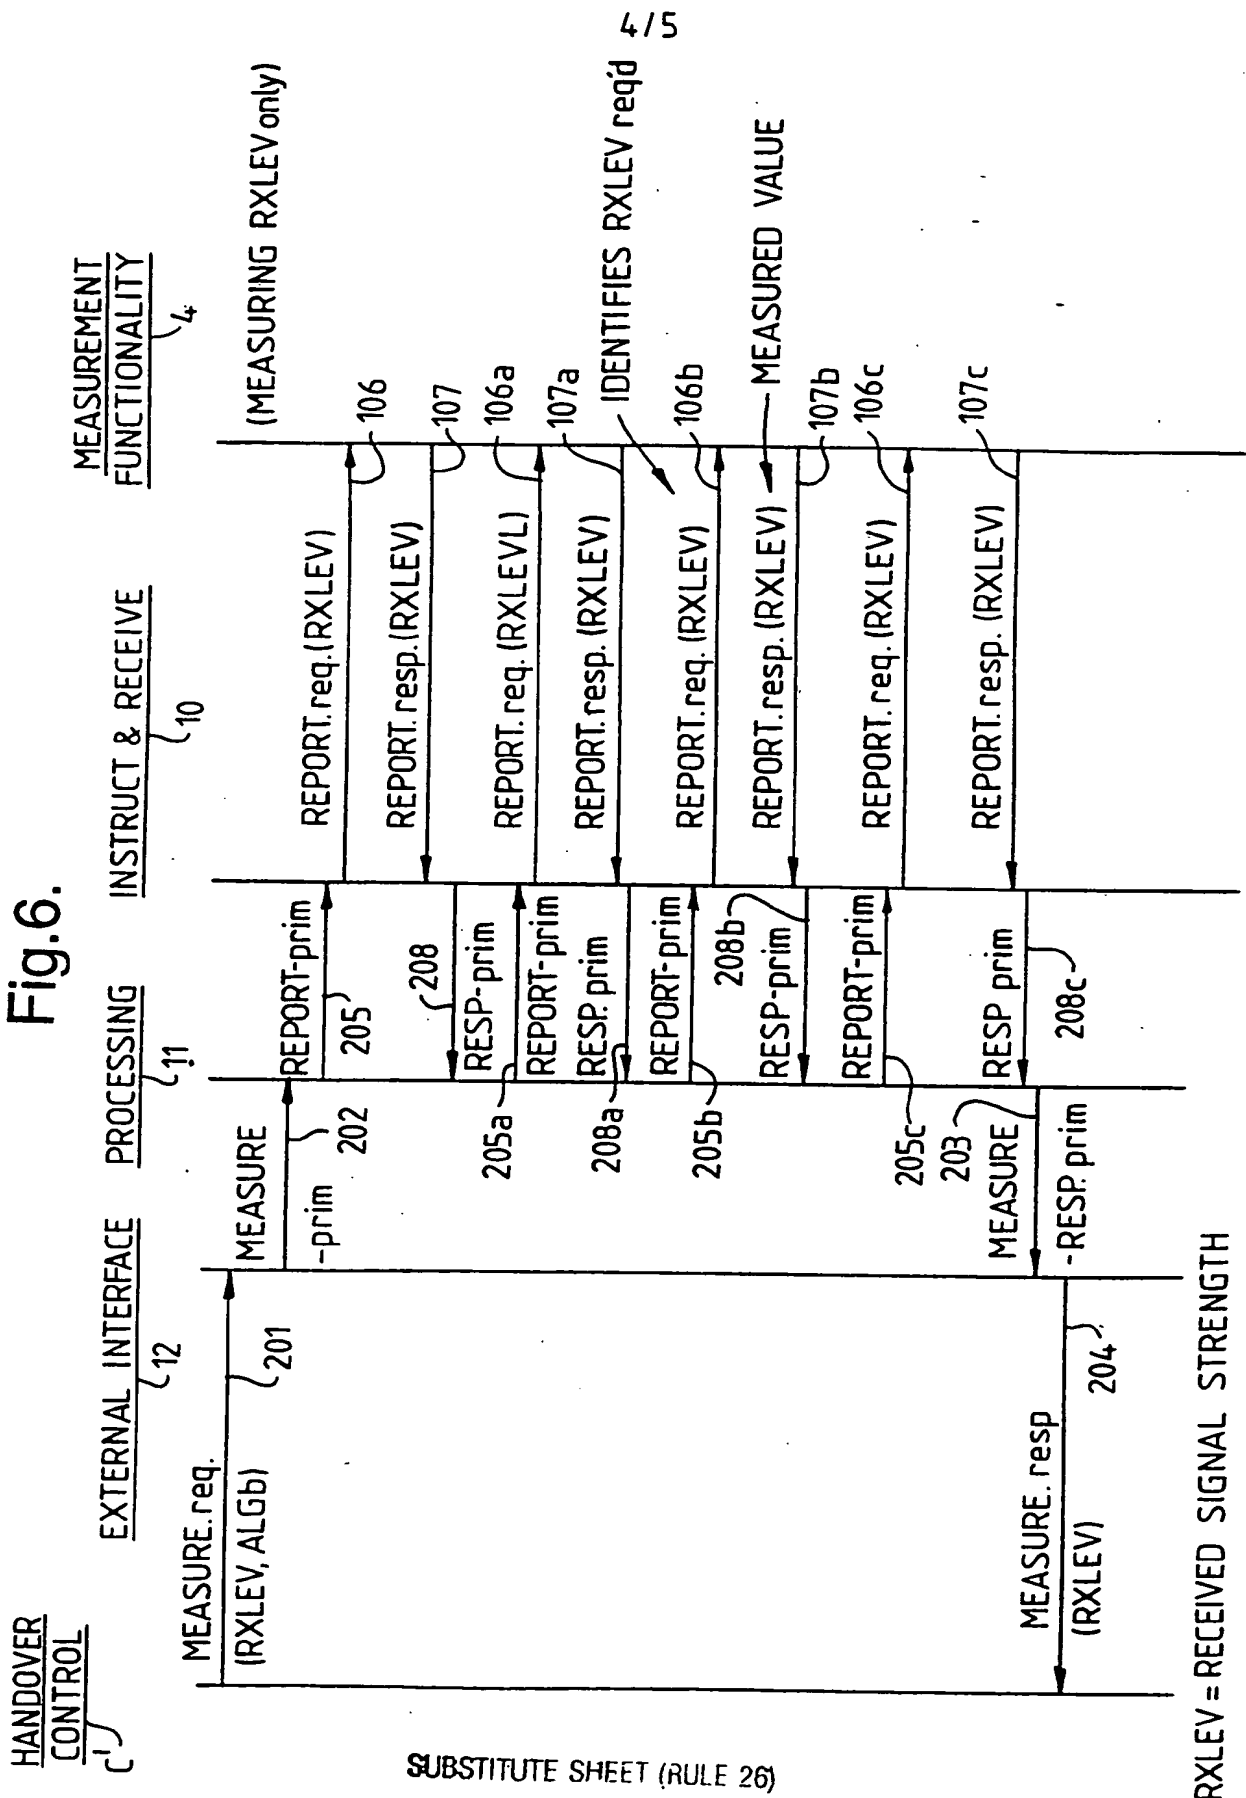 4/5
Fig.6.
HANDOVER
CONTROL
C'
EXTERNAL INTERFACE
12
PROCESSING
11
INSTRUCT & RECEIVE
10
MEASUREMENT
FUNCTIONALITY
4
(MEASURING RXLEV only)
MEASURE.req.
(RXLEV, ALGb)
201
MEASURE
-prim
202
REPORT-prim
205
REPORT.req.(RXLEV)
106
REPORT.resp.(RXLEV)
107
208
RESP-prim
205a
REPORT-prim
REPORT.req.(RXLEVL)
106a
REPORT.resp.(RXLEV)
107a
RESP.prim
208a
IDENTIFIES RXLEV req'd
REPORT-prim
205b
REPORT.req.(RXLEV)
106b
MEASURED VALUE
REPORT.resp.(RXLEV)
107b
208b
RESP-prim
REPORT-prim
205c
REPORT.req.(RXLEV)
106c
REPORT.resp.(RXLEV)
107c
RESP prim
208c
203
MEASURE
-RESP.prim
MEASURE.resp
(RXLEV)
204
RXLEV = RECEIVED SIGNAL STRENGTH
SUBSTITUTE SHEET (RULE 26)